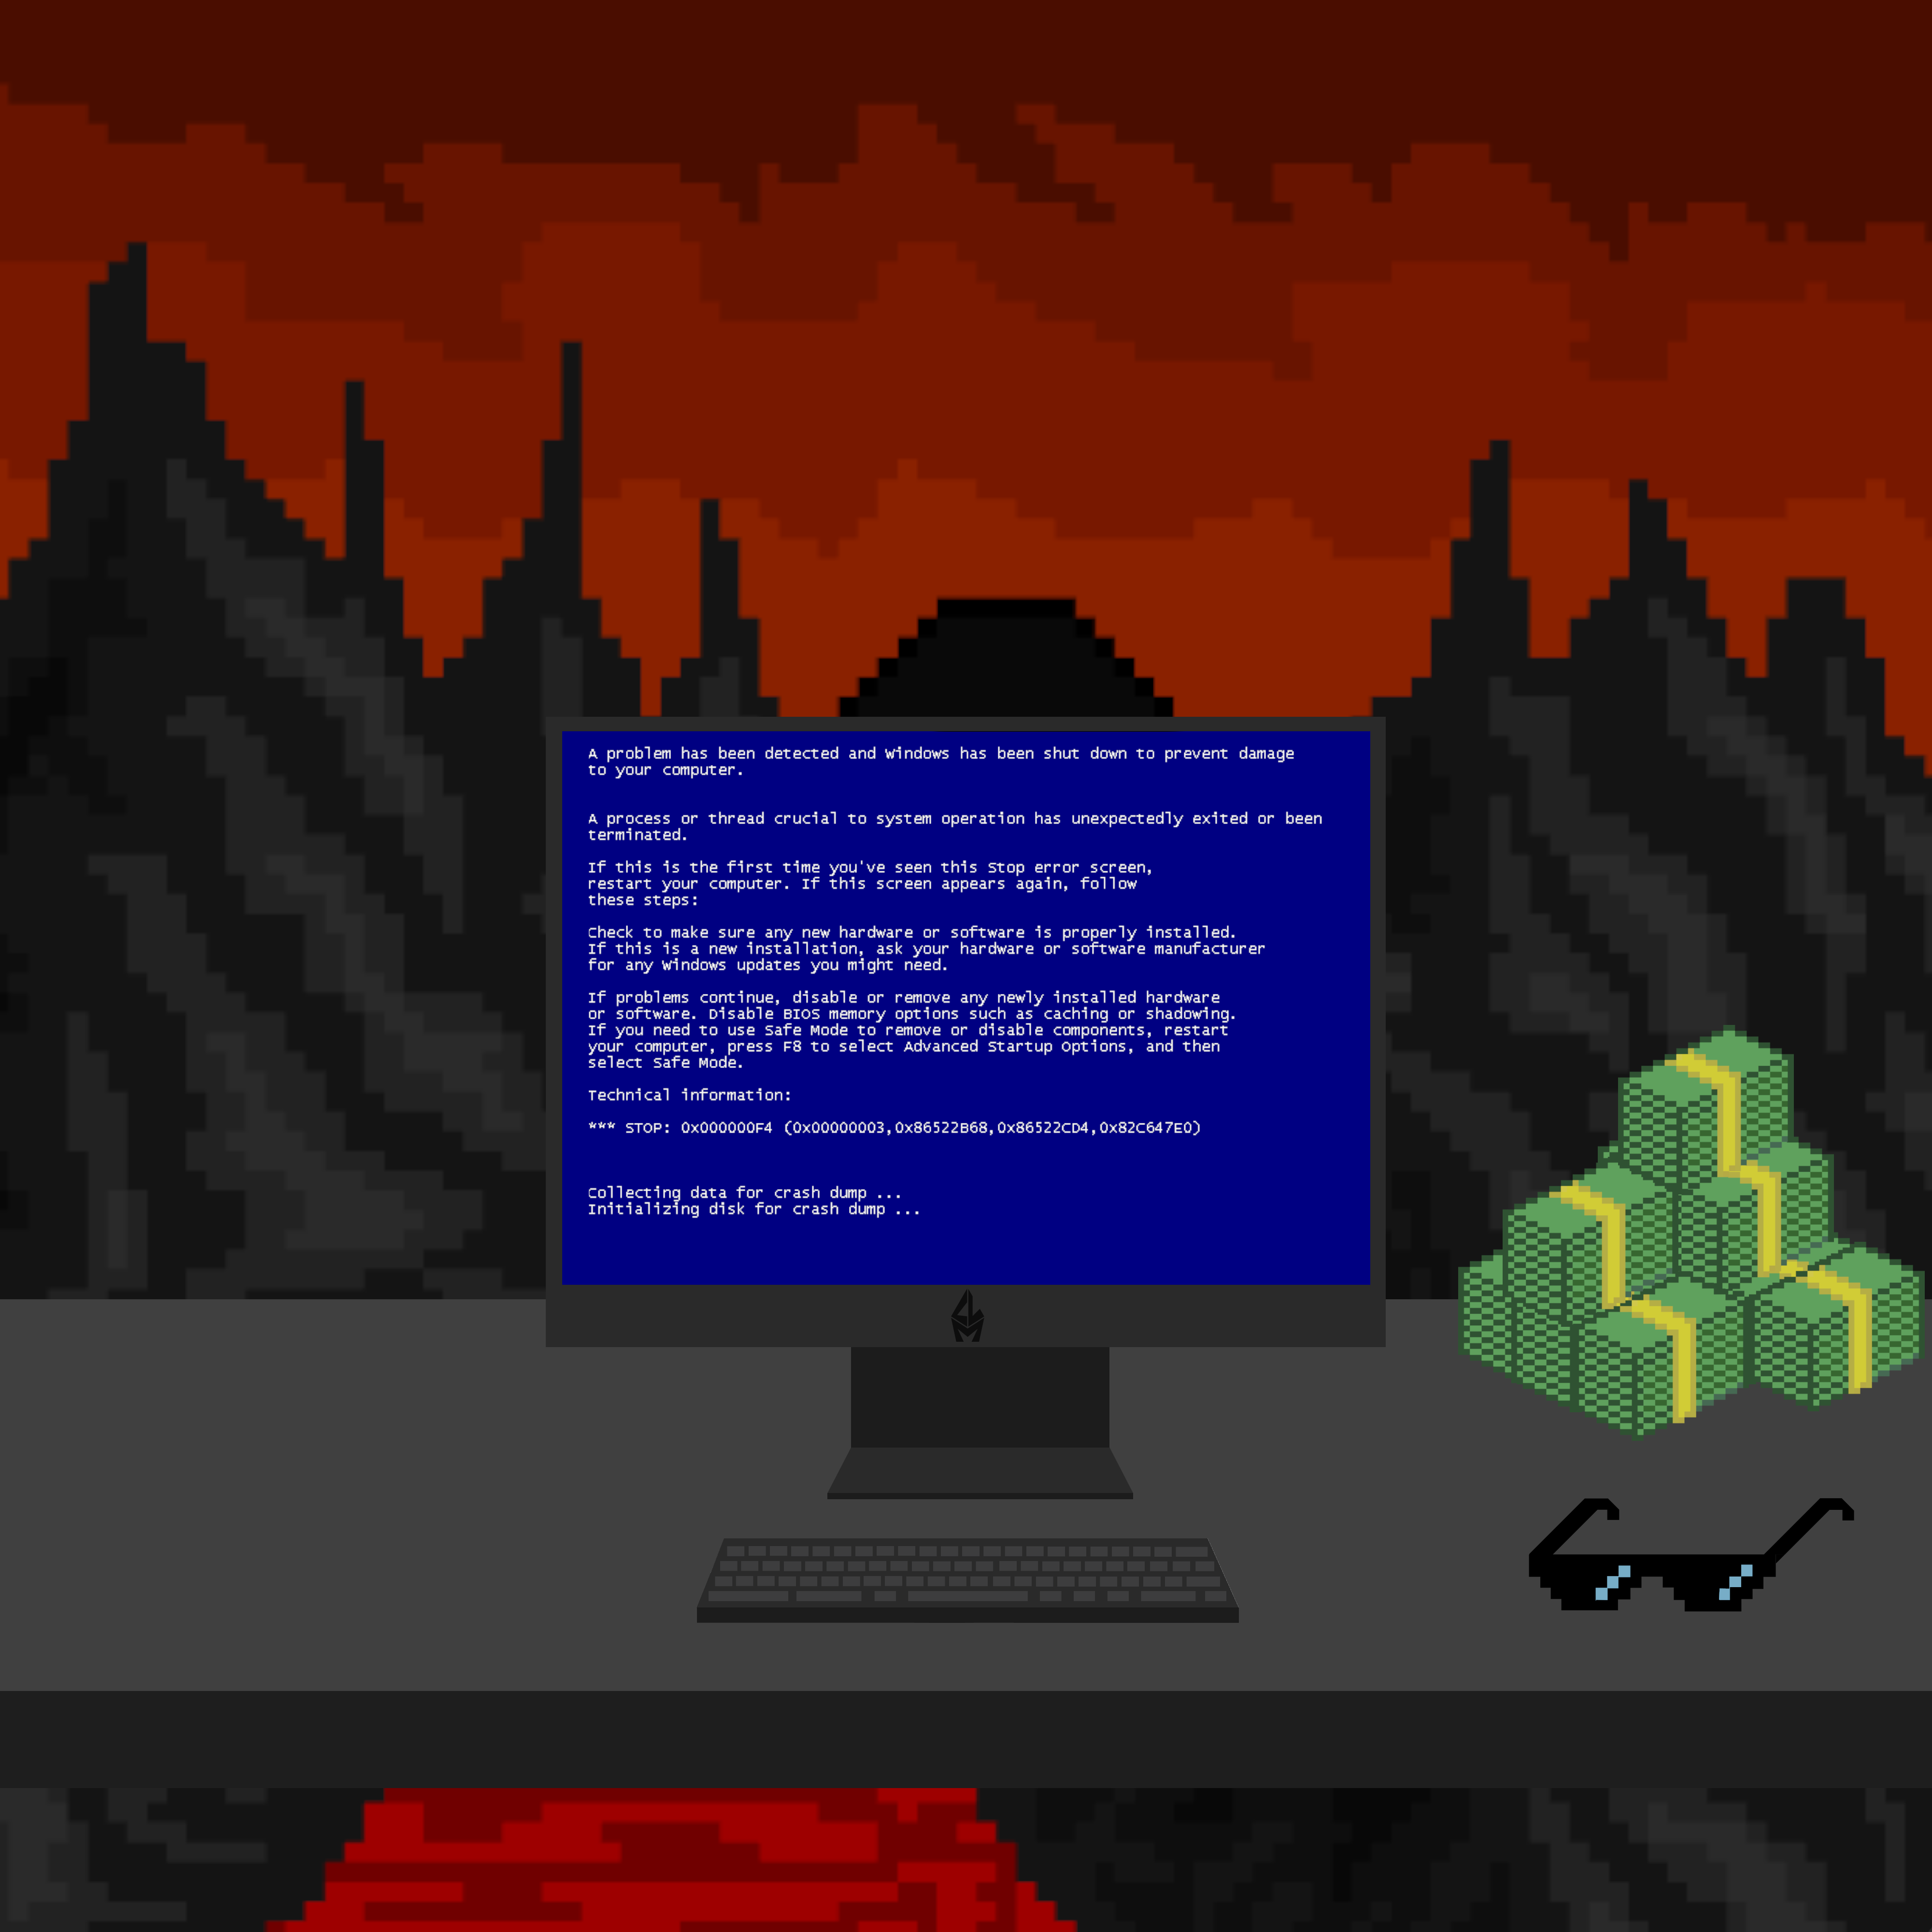 A problem has been detected and Windows has been shut down to prevent damage
to your computer.
A process or thread crucial to system operation has unexpectedly exited or been
terminated.
If this is the first time you've seen this Stop error screen,
restart your computer. If this screen appears again, follow
these steps:
Check to make sure any new hardware or software is properly installed.
If this is a new installation, ask your hardware or software manufacturer
for any Windows updates you might need.
If problems continue, disable or remove any newly installed hardware
or software. Disable BIOS memory options such as caching or shadowing.
If you need to use Safe Mode to remove or disable components, restart
your computer, press F8 to select Advanced Startup Options, and then
select Safe Mode.
Technical information:
*** STOP: 0x000000F4 (0x00000003,0x86522B68,0x86522CD4,0x82C647E0)
Collecting data for crash dump ...
Initializing disk for crash dump ...